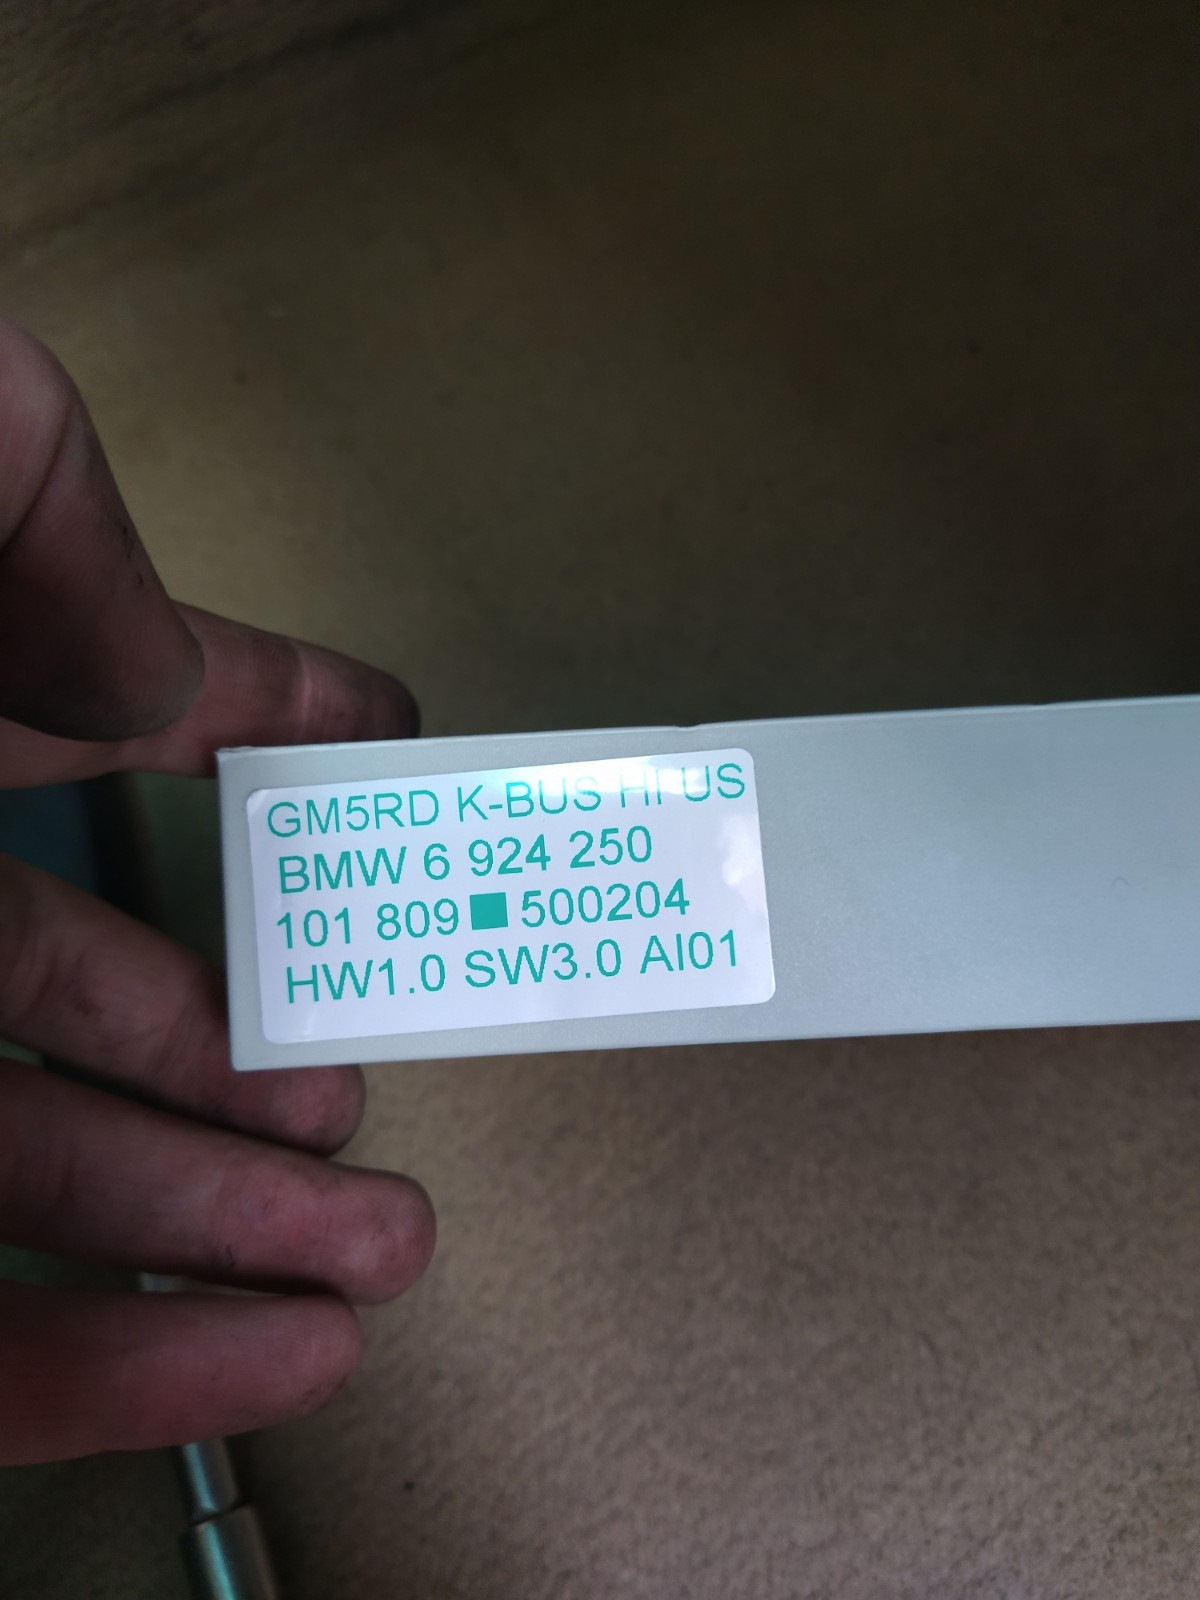 GM5RD K-BUS HI US
BMW 6 924 250
101 809 ■ 500204
HW1.0 SW3.0 AI01